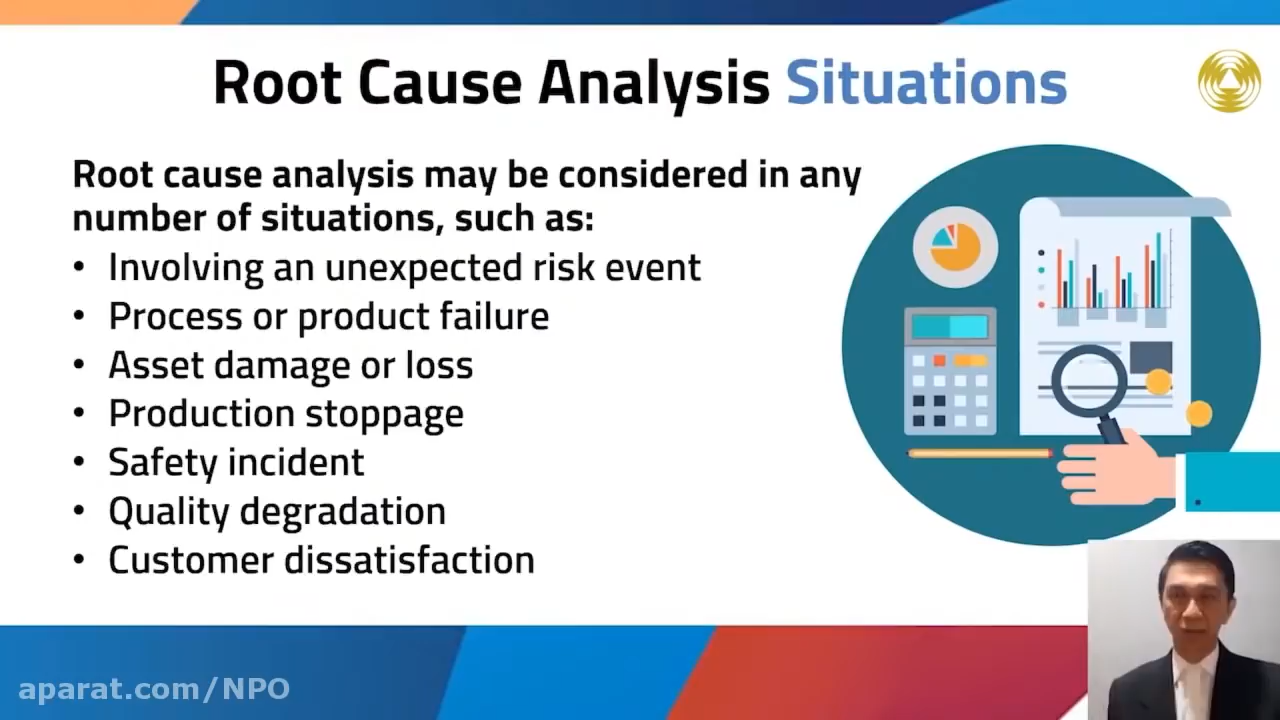 Root Cause Analysis Situations
Root cause analysis may be considered in any
number of situations, such as:
• Involving an unexpected risk event
• Process or product failure
• Asset damage or loss
• Production stoppage
• Safety incident
• Quality degradation
• Customer dissatisfaction
aparat.com/NPO